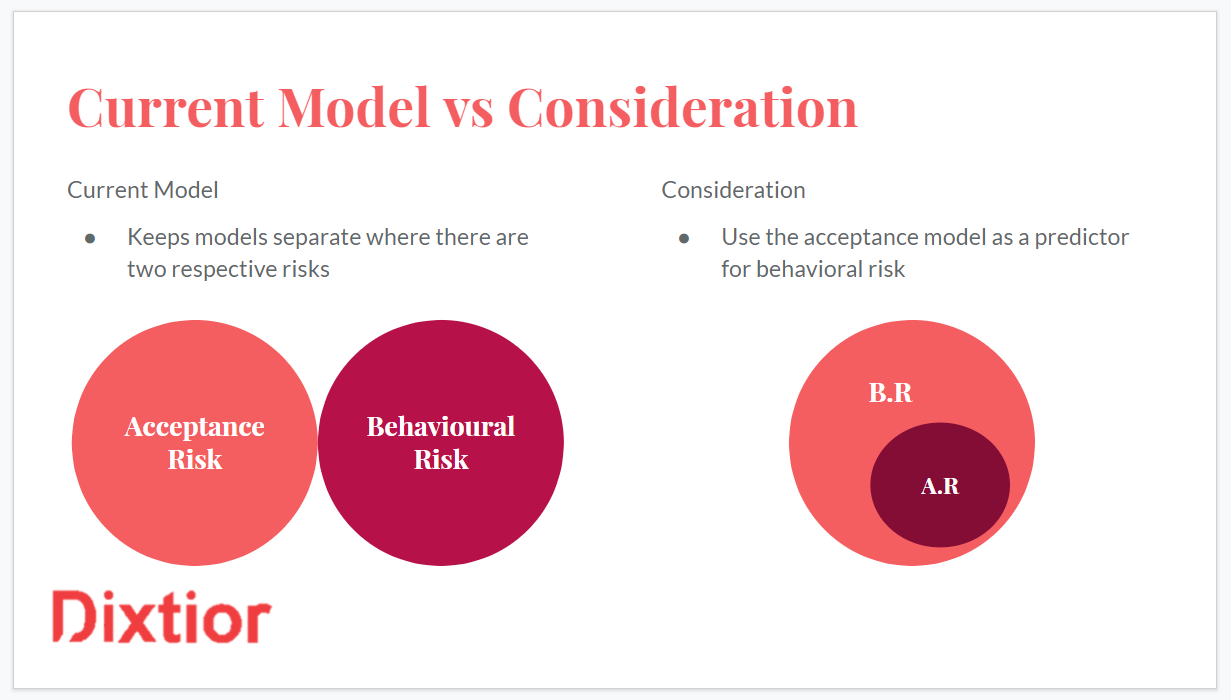 Current Model vs Consideration
Current Model
● Keeps models separate where there are
two respective risks
Acceptance
Risk
Behavioural
Risk
Consideration
● Use the acceptance model as a predictor
for behavioral risk
B.R
A.R
Dixtior